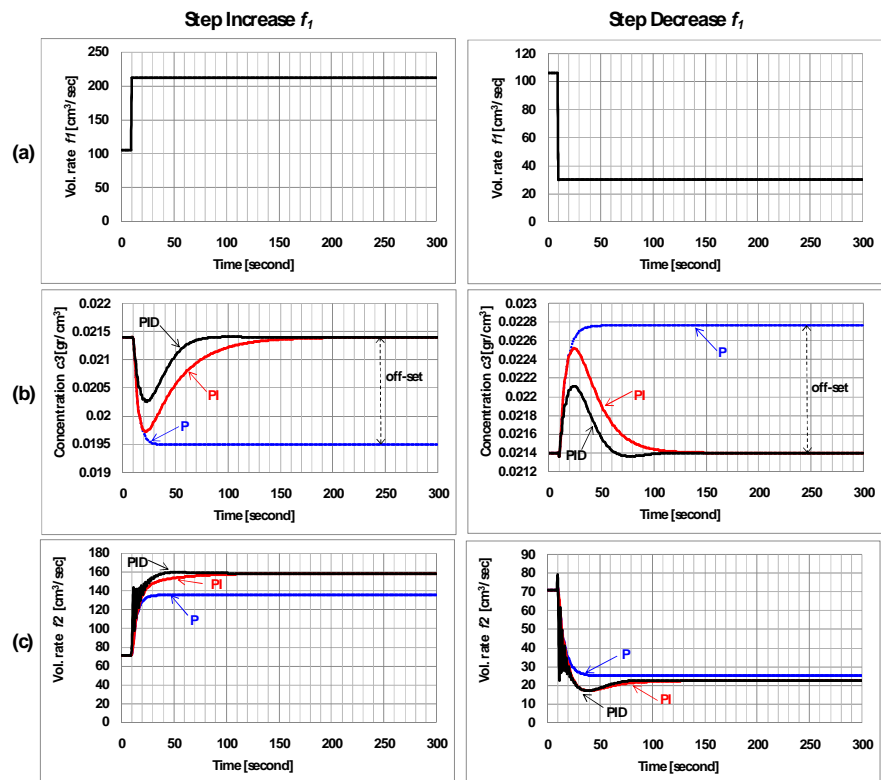 Step Increase f1
Step Decrease f1
(a)
Vol. rate f1 [cm3/sec]
250
200
150
100
50
0
0 50 100 150 200 250 300
Time [second]
Vol. rate f1 [cm3/sec]
120
100
80
60
40
20
0
0 50 100 150 200 250 300
Time [second]
(b)
Concentration c3 [gr/cm3]
0.022
0.0215
0.021
0.0205
0.02
0.0195
0.019
PID
PI
P
off-set
0 50 100 150 200 250 300
Time [second]
Concentration c3 [gr/cm3]
0.023
0.0228
0.0226
0.0224
0.0222
0.022
0.0218
0.0216
0.0214
0.0212
P
PI
PID
off-set
0 50 100 150 200 250 300
Time [second]
(c)
Vol. rate f2 [cm3/sec]
180
160
140
120
100
80
60
40
20
0
PID
PI
P
0 50 100 150 200 250 300
Time [second]
Vol. rate f2 [cm3/sec]
90
80
70
60
50
40
30
20
10
0
P
PI
PID
0 50 100 150 200 250 300
Time [second]